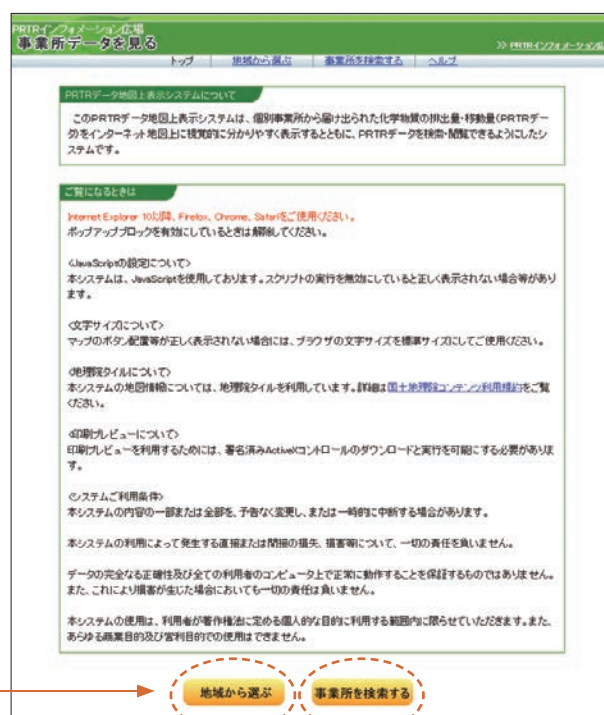 PRTRインフォメーション広場
事業所データを見る
>> PRTRインフォメーション広
トップ 地域から選ぶ 事業所を検索する ヘルプ
PRTRデータ地図上表示システムについて
このPRTRデータ地図上表示システムは、個別事業所から届け出られた化学物質の排出量・移動量(PRTRデー
タ)をインターネット地図上に視覚的に分かりやすく表示するとともに、PRTRデータを検索・閲覧できるようにしたシ
ステムです。
ご覧になるときは
Internet Explorer 10以降、Firefox、Chrome、Safariをご使用ください。
ポップアップブロックを有効にしているときは解除してください。
<JavaScriptの設定について>
本システムは、JavaScriptを使用しております。スクリプトの実行を無効にしていると正しく表示されない場合等があり
ます。
<文字サイズについて>
マップのボタン配置等が正しく表示されない場合には、ブラウザの文字サイズを標準サイズにしてご使用ください。
<地理院タイルについて>
本システムの地図情報については、地理院タイルを利用しています。詳細は国土地理院コンテンツ利用規約をご覧
ください。
<印刷プレビューについて>
印刷プレビューを利用するためには、署名済みActiveXコントロールのダウンロードと実行を可能にする必要がありま
す。
<システムご利用条件>
本システムの内容の一部または全部を、予告なく変更し、または一時的に中断する場合があります。
本システムの利用によって発生する直接または間接の損失、損害等について、一切の責任を負いません。
データの完全なる正確性及び全ての利用者のコンピュータ上で正常に動作することを保証するものではありません。
また、これにより損害が生じた場合においても一切の責任は負いません。
本システムの使用は、利用者が著作権法に定める個人的な目的に利用する範囲内に限らせていただきます。また、
あらゆる商業目的及び営利目的での使用はできません。
地域から選ぶ 事業所を検索する